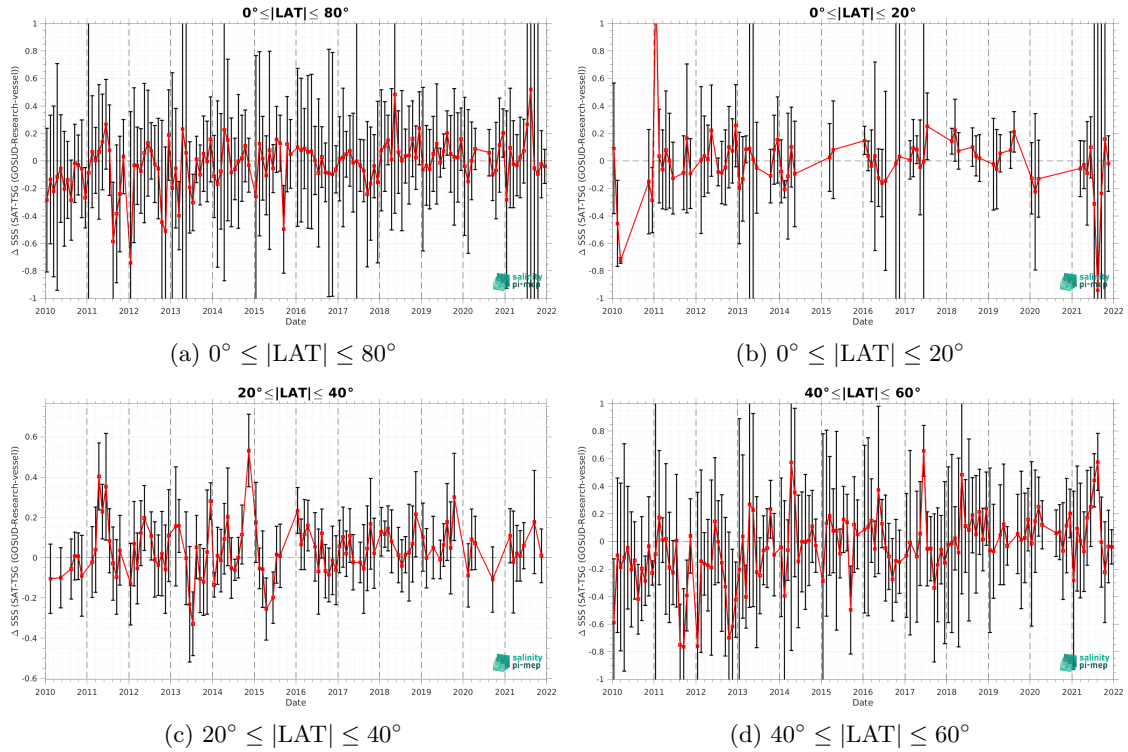 0°≤|LAT|≤ 80°
Δ SSS (SAT-TSG (GOSUD-Research-vessel))
1
0.8
0.6
0.4
0.2
0
-0.2
-0.4
-0.6
-0.8
-1
salinity
pi-mep
2010 2011 2012 2013 2014 2015 2016 2017 2018 2019 2020 2021 2022
Date
(a) 0° ≤ |LAT| ≤ 80°
0°≤|LAT|≤ 20°
Δ SSS (SAT-TSG (GOSUD-Research-vessel))
1
0.8
0.6
0.4
0.2
0
-0.2
-0.4
-0.6
-0.8
-1
salinity
pi-mep
2010 2011 2012 2013 2014 2015 2016 2017 2018 2019 2020 2021 2022
Date
(b) 0° ≤ |LAT| ≤ 20°
20°≤|LAT|≤ 40°
Δ SSS (SAT-TSG (GOSUD-Research-vessel))
0.6
0.4
0.2
0
-0.2
-0.4
-0.6
salinity
pi-mep
2010 2011 2012 2013 2014 2015 2016 2017 2018 2019 2020 2021 2022
Date
(c) 20° ≤ |LAT| ≤ 40°
40°≤|LAT|≤ 60°
Δ SSS (SAT-TSG (GOSUD-Research-vessel))
1
0.8
0.6
0.4
0.2
0
-0.2
-0.4
-0.6
-0.8
-1
salinity
pi-mep
2010 2011 2012 2013 2014 2015 2016 2017 2018 2019 2020 2021 2022
Date
(d) 40° ≤ |LAT| ≤ 60°